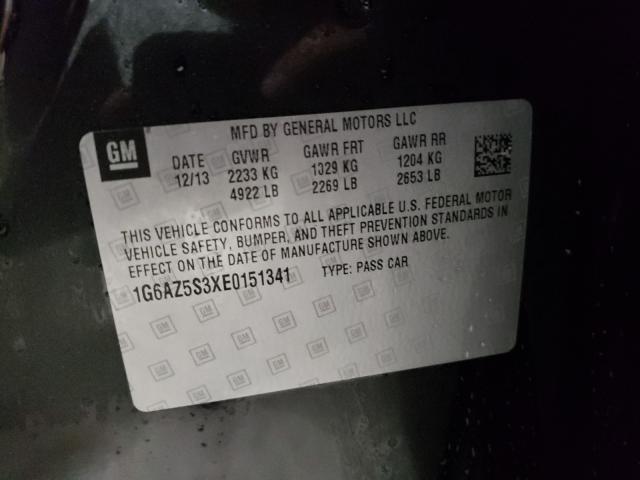 GM
MFD BY GENERAL MOTORS LLC
DATE GVWR GAWR FRT GAWR RR
12/13 2233 KG 1329 KG 1204 KG
4922 LB 2269 LB 2653 LB
THIS VEHICLE CONFORMS TO ALL APPLICABLE U.S. FEDERAL MOTOR
VEHICLE SAFETY, BUMPER, AND THEFT PREVENTION STANDARDS IN
EFFECT ON THE DATE OF MANUFACTURE SHOWN ABOVE.
1G6AZ5S3XE0151341 TYPE: PASS CAR